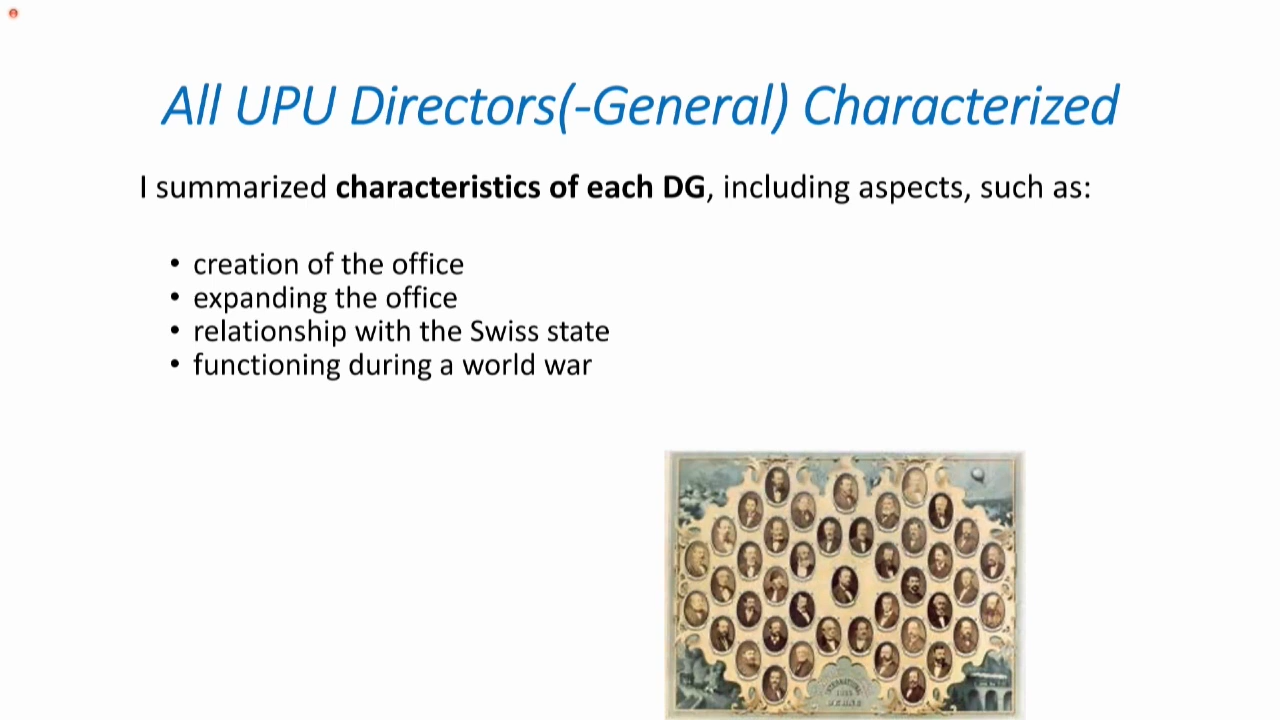 All UPU Directors(-General) Characterized
I summarized characteristics of each DG, including aspects, such as:
• creation of the office
• expanding the office
• relationship with the Swiss state
• functioning during a world war
BERNE